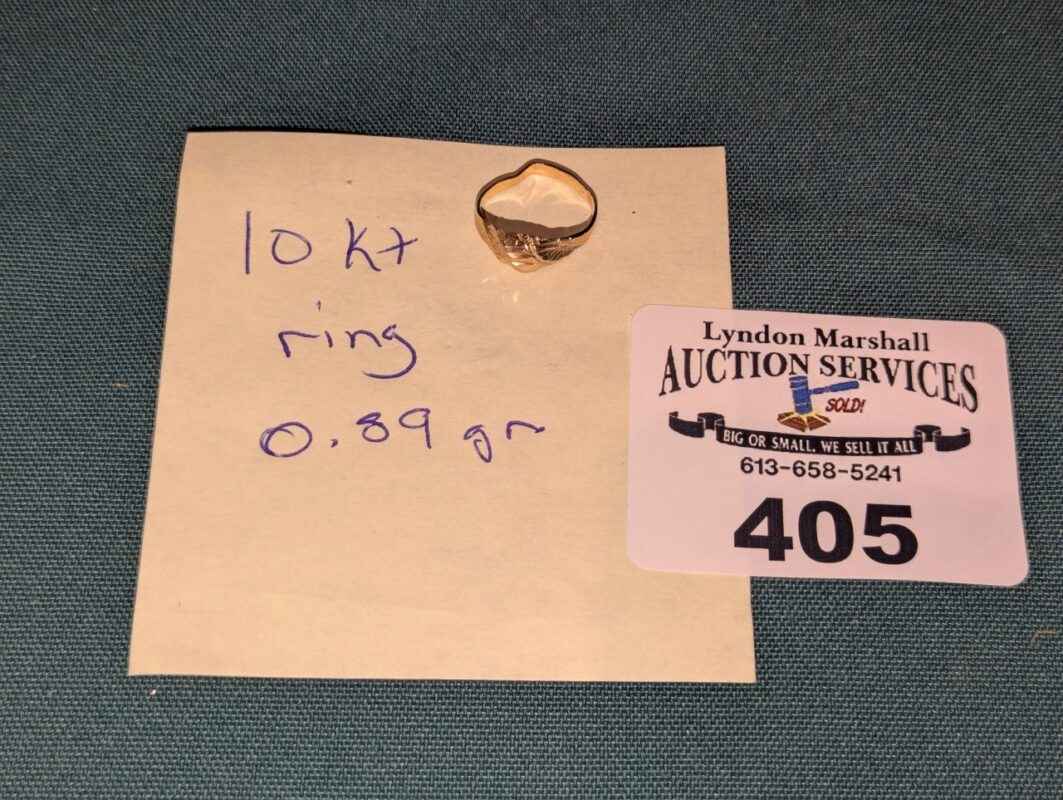 10 kt
ring
0.89 gr
Lyndon Marshall
AUCTION SERVICES
SOLD!
BIG OR SMALL, WE SELL IT ALL
613-658-5241
405